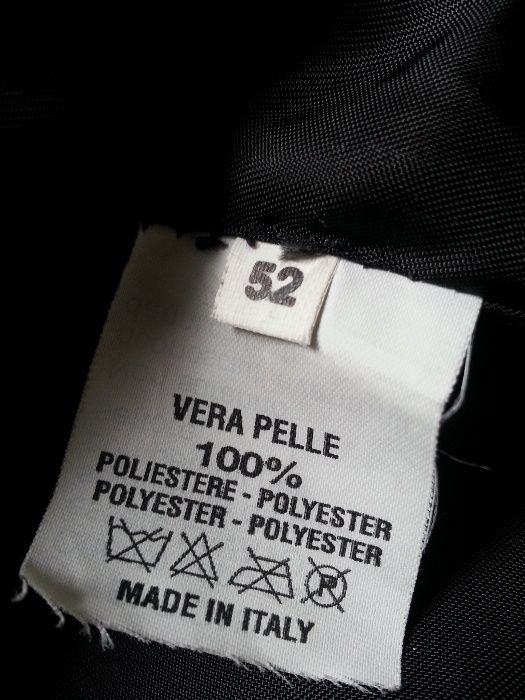 52
VERA PELLE
100%
POLIESTERE - POLYESTER
POLYESTER - POLYESTER
P
MADE IN ITALY